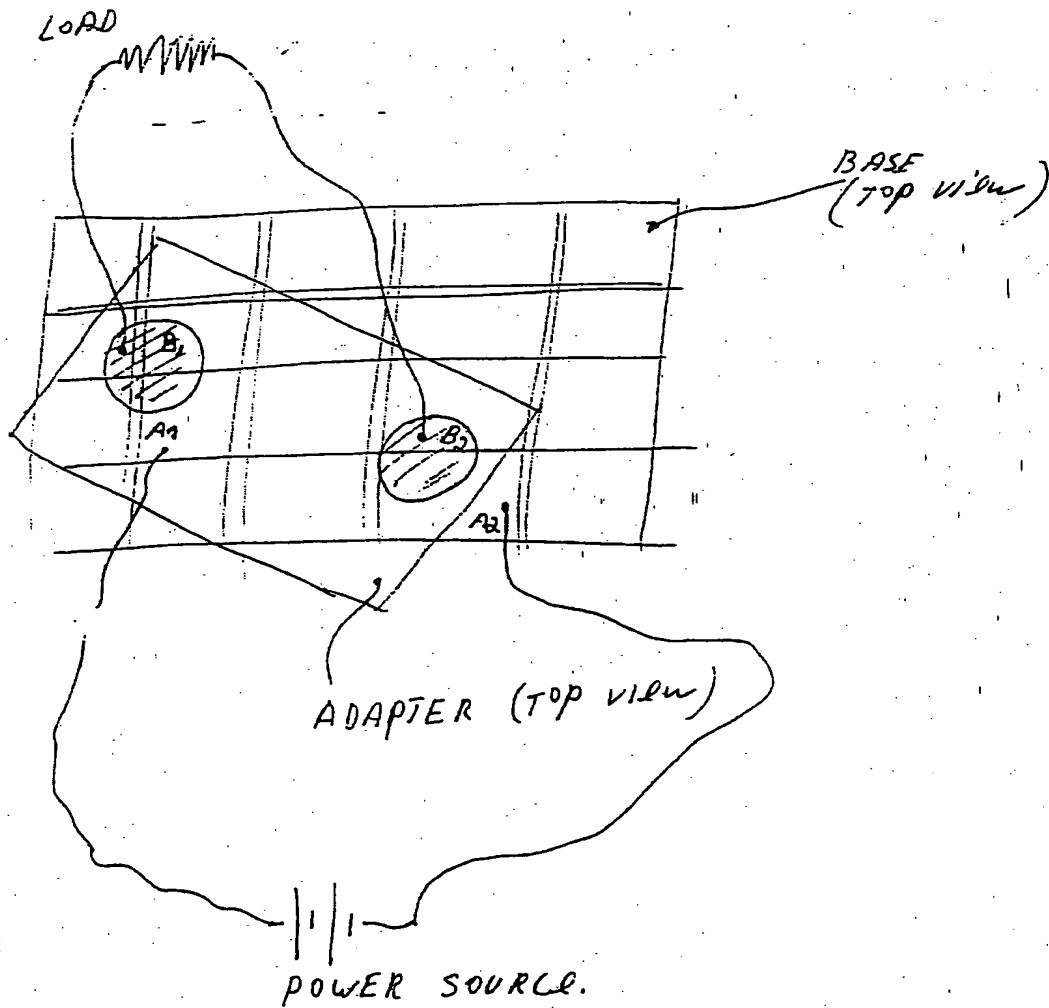 LOAD
BASE
(TOP view)
B1
A1
B2
A2
ADAPTER (TOP view)
POWER SOURCE.